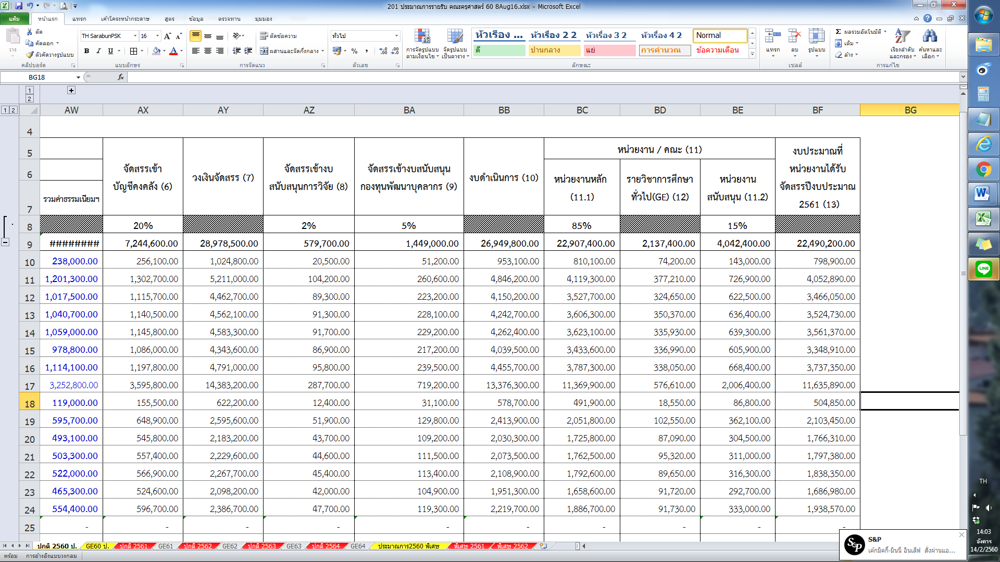 201 ประมาณการรายรับ คณะครุศาสตร์ 60 8Aug16.xlsx - Microsoft Excel
แฟ้ม หน้าแรก แทรก เค้าโครงหน้ากระดาษ สูตร ข้อมูล ตรวจทาน มุมมอง
วาง ตัด คัดลอก ตัวคัดวางรูปแบบ คลิปบอร์ด
TH SarabunPSK 16 B I U แบบอักษร
ตัดข้อความ ผสานและจัดกึ่งกลาง การจัดแนว
ทั่วไป % ตัวเลข
การจัดรูปแบบตามเงื่อนไข จัดรูปแบบเป็นตาราง
หัวเรื่อง ... หัวเรื่อง 2 2 หัวเรื่อง 3 2 หัวเรื่อง 4 2 Normal
ดี ปานกลาง แย่ การคำนวณ ข้อความเตือน ลักษณะ
แทรก ลบ รูปแบบ เซลล์
ผลรวมอัตโนมัติ เติม ล้าง เรียงลำดับและกรอง ค้นหาและเลือก การแก้ไข
BG18 fx
1 2
1 2 AW AX AY AZ BA BB BC BD BE BF BG
4
5 หน่วยงาน / คณะ (11)
6
7 รวมค่าธรรมเนียมฯ
จัดสรรเข้า
บัญชีคงคลัง (6)
วงเงินจัดสรร (7)
จัดสรรเข้างบ
สนับสนุนการวิจัย (8)
จัดสรรเข้างบสนับสนุน
กองทุนพัฒนาบุคลากร (9)
งบดำเนินการ (10)
หน่วยงานหลัก
(11.1)
รายวิชาการศึกษา
ทั่วไป(GE) (12)
หน่วยงาน
สนับสนุน (11.2)
งบประมาณที่
หน่วยงานได้รับ
จัดสรรปีงบประมาณ
2561 (13)
8 20% 2% 5% 85% 15%
9 ######## 7,244,600.00 28,978,500.00 579,700.00 1,449,000.00 26,949,800.00 22,907,400.00 2,137,400.00 4,042,400.00 22,490,200.00
10 238,000.00 256,100.00 1,024,800.00 20,500.00 51,200.00 953,100.00 810,100.00 74,200.00 143,000.00 798,900.00
11 1,201,300.00 1,302,700.00 5,211,000.00 104,200.00 260,600.00 4,846,200.00 4,119,300.00 377,210.00 726,900.00 4,052,890.00
12 1,017,500.00 1,115,700.00 4,462,700.00 89,300.00 223,200.00 4,150,200.00 3,527,700.00 324,650.00 622,500.00 3,466,050.00
13 1,040,700.00 1,140,500.00 4,562,100.00 91,300.00 228,100.00 4,242,700.00 3,606,300.00 350,370.00 636,400.00 3,524,730.00
14 1,059,000.00 1,145,800.00 4,583,300.00 91,700.00 229,200.00 4,262,400.00 3,623,100.00 335,930.00 639,300.00 3,561,370.00
15 978,800.00 1,086,000.00 4,343,600.00 86,900.00 217,200.00 4,039,500.00 3,433,600.00 336,990.00 605,900.00 3,348,910.00
16 1,114,100.00 1,197,800.00 4,791,000.00 95,800.00 239,500.00 4,455,700.00 3,787,300.00 338,050.00 668,400.00 3,737,350.00
17 3,252,800.00 3,595,800.00 14,383,200.00 287,700.00 719,200.00 13,376,300.00 11,369,900.00 576,610.00 2,006,400.00 11,635,890.00
18 119,000.00 155,500.00 622,200.00 12,400.00 31,100.00 578,700.00 491,900.00 18,550.00 86,800.00 504,850.00
19 595,700.00 648,900.00 2,595,600.00 51,900.00 129,800.00 2,413,900.00 2,051,800.00 102,550.00 362,100.00 2,103,450.00
20 493,100.00 545,800.00 2,183,200.00 43,700.00 109,200.00 2,030,300.00 1,725,800.00 87,090.00 304,500.00 1,766,310.00
21 503,300.00 557,400.00 2,229,600.00 44,600.00 111,500.00 2,073,500.00 1,762,500.00 95,320.00 311,000.00 1,797,380.00
22 522,000.00 566,900.00 2,267,700.00 45,400.00 113,400.00 2,108,900.00 1,792,600.00 89,650.00 316,300.00 1,838,350.00
23 465,300.00 524,600.00 2,098,200.00 42,000.00 104,900.00 1,951,300.00 1,658,600.00 91,720.00 292,700.00 1,686,980.00
24 554,400.00 596,700.00 2,386,700.00 47,700.00 119,300.00 2,219,700.00 1,886,700.00 91,730.00 333,000.00 1,938,570.00
25 - - - - - - - - - -
ปกติ 2560 ป. GE60 ป. ปกติ 2561 GE61 ปกติ 2562 GE62 ปกติ 2563 GE63 ปกติ 2564 GE64 ประมาณการ2560 พิเศษ พิเศษ 2561 พิเศษ 2562
พร้อม การอ้างอิงแบบวงกลม
LINE
TH
14:03
อังคาร
14/2/2560
S&P
S&P
เค้กมิคกี้-มินนี่ อินเลิฟ สั่งผ่านแอ...